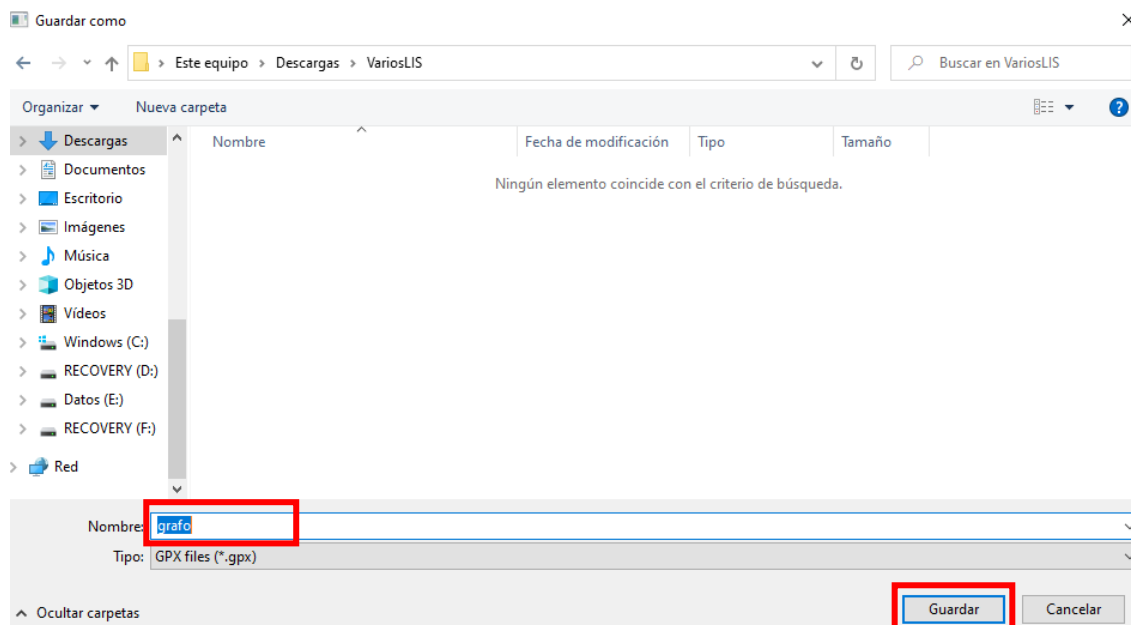 Guardar como
Este equipo > Descargas > VariosLIS
Buscar en VariosLIS
Organizar
Nueva carpeta
?
Nombre
Fecha de modificación
Tipo
Tamaño
Ningún elemento coincide con el criterio de búsqueda.
Descargas
Documentos
Escritorio
Imágenes
Música
Objetos 3D
Vídeos
Windows (C:)
RECOVERY (D:)
Datos (E:)
RECOVERY (F:)
Red
Nombre: grafo
Tipo: GPX files (*.gpx)
Ocultar carpetas
Guardar
Cancelar